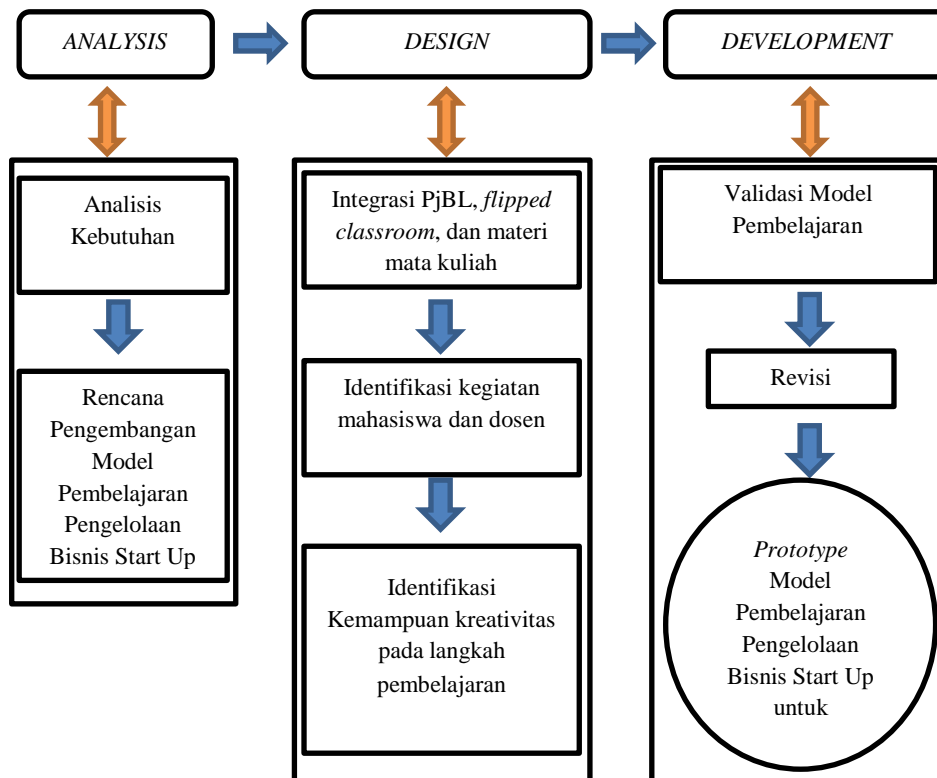 ANALYSIS
DESIGN
DEVELOPMENT
Analisis
Kebutuhan
Rencana
Pengembangan
Model
Pembelajaran
Pengelolaan
Bisnis Start Up
Integrasi PjBL, flipped
classroom, dan materi
mata kuliah
Identifikasi kegiatan
mahasiswa dan dosen
Identifikasi
Kemampuan kreativitas
pada langkah
pembelajaran
Validasi Model
Pembelajaran
Revisi
Prototype
Model
Pembelajaran
Pengelolaan
Bisnis Start Up
untuk